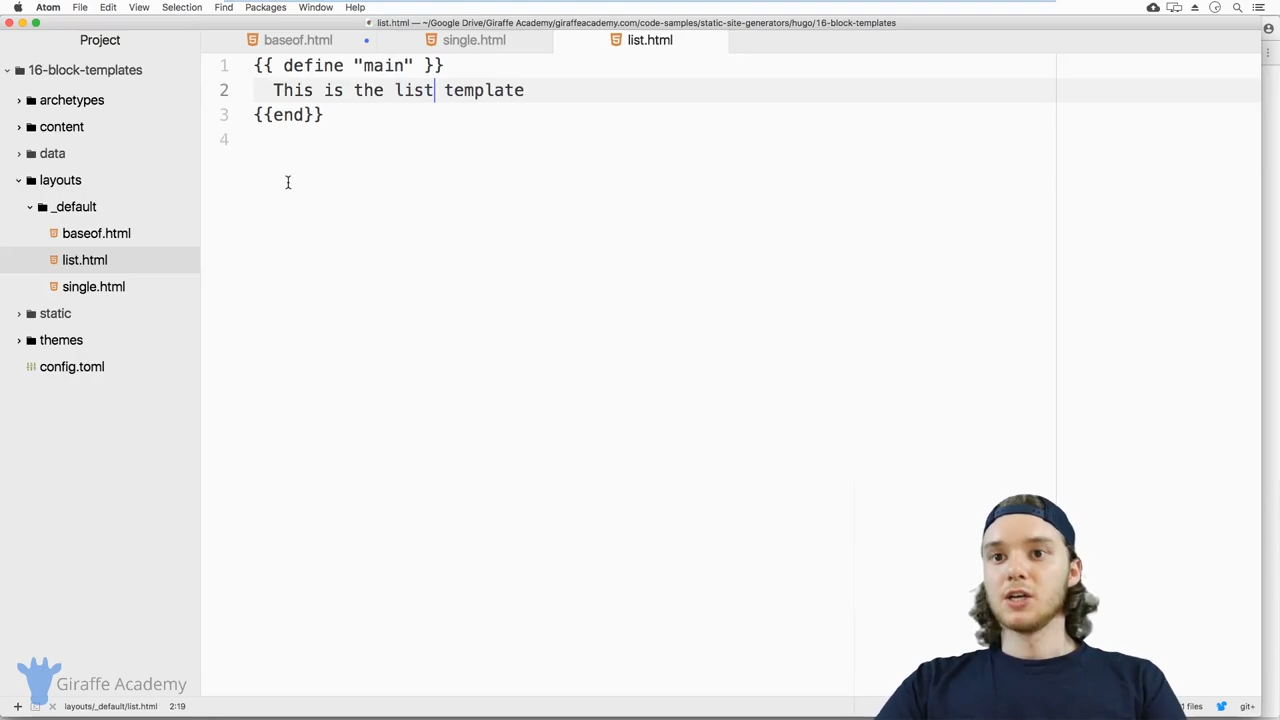 Atom File Edit View Selection Find Packages Window Help
list.html — ~/Google Drive/Giraffe Academy/giraffeacademy.com/code-samples/static-site-generators/hugo/16-block-templates
Project
baseof.html
single.html
list.html
16-block-templates
archetypes
content
data
layouts
_default
baseof.html
list.html
single.html
static
themes
config.toml
1 {{ define "main" }}
2 This is the list template
3 {{end}}
4
Giraffe Academy
layouts/_default/list.html 2:19
files git+